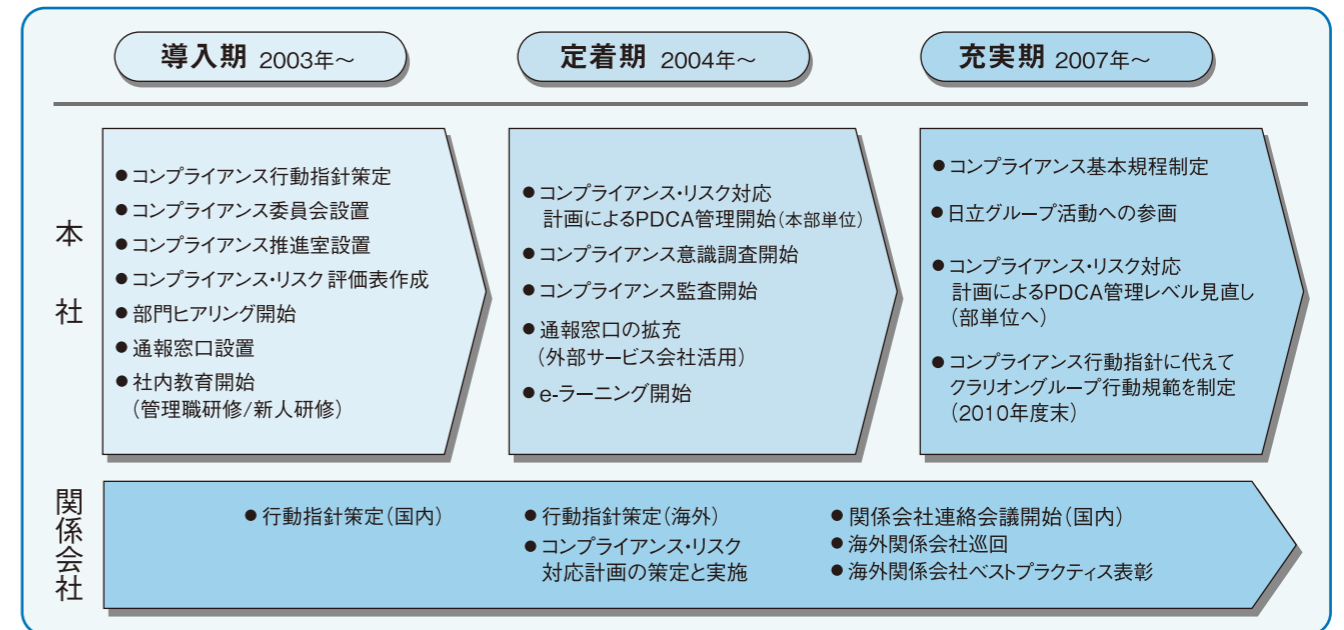 導入期 2003年～
定着期 2004年～
充実期 2007年～
本社
●コンプライアンス行動指針策定
●コンプライアンス委員会設置
●コンプライアンス推進室設置
●コンプライアンス・リスク評価表作成
●部門ヒアリング開始
●通報窓口設置
●社内教育開始
（管理職研修/新人研修）
●コンプライアンス・リスク対応
計画によるPDCA管理開始（本部単位）
●コンプライアンス意識調査開始
●コンプライアンス監査開始
●通報窓口の拡充
（外部サービス会社活用）
●e-ラーニング開始
●コンプライアンス基本規程制定
●日立グループ活動への参画
●コンプライアンス・リスク対応
計画によるPDCA管理レベル見直し
（部単位へ）
●コンプライアンス行動指針に代えて
クラリオングループ行動規範を制定
（2010年度末）
関係会社
●行動指針策定（国内）
●行動指針策定（海外）
●コンプライアンス・リスク
対応計画の策定と実施
●関係会社連絡会議開始（国内）
●海外関係会社巡回
●海外関係会社ベストプラクティス表彰